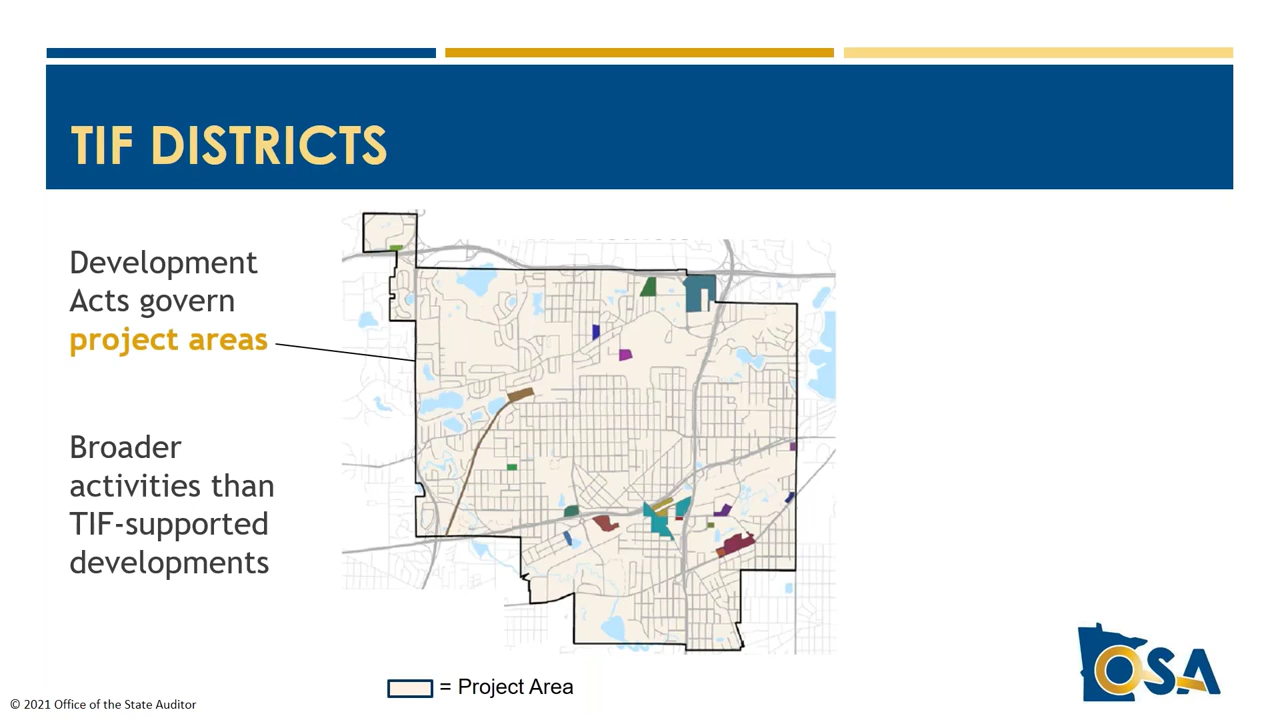 TIF DISTRICTS
Development
Acts govern
project areas
Broader
activities than
TIF-supported
developments
= Project Area
OSA
© 2021 Office of the State Auditor